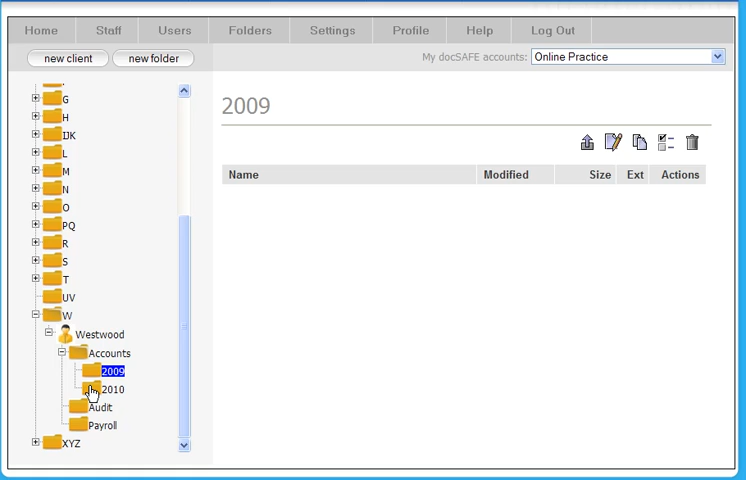 Home Staff Users Folders Settings Profile Help Log Out
new client new folder My docSAFE accounts: Online Practice
2009
Name Modified Size Ext Actions
G
H
IJK
L
M
N
O
PQ
R
S
T
UV
W
Westwood
Accounts
2009
2010
Audit
Payroll
XYZ